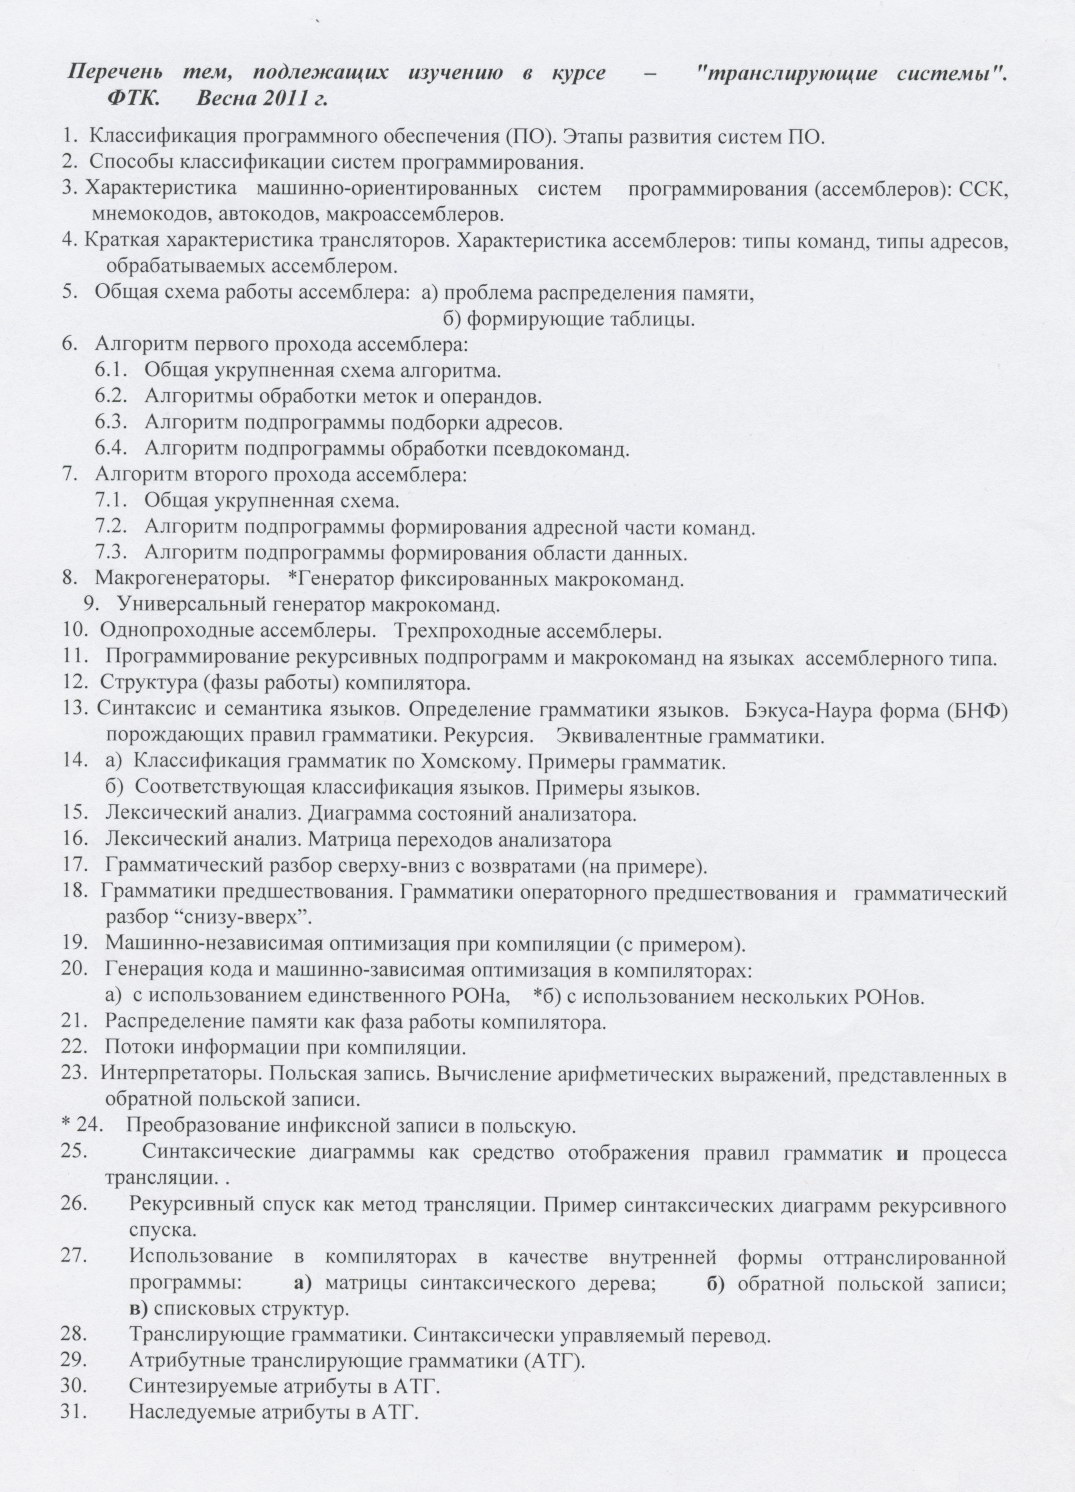 Перечень тем, подлежащих изучению в курсе – "транслирующие системы".
ФТК. Весна 2011 г.
1. Классификация программного обеспечения (ПО). Этапы развития систем ПО.
2. Способы классификации систем программирования.
3. Характеристика машинно-ориентированных систем программирования (ассемблеров): ССК,
мнемокодов, автокодов, макроассемблеров.
4. Краткая характеристика трансляторов. Характеристика ассемблеров: типы команд, типы адресов,
обрабатываемых ассемблером.
5. Общая схема работы ассемблера: а) проблема распределения памяти,
б) формирующие таблицы.
6. Алгоритм первого прохода ассемблера:
6.1. Общая укрупненная схема алгоритма.
6.2. Алгоритмы обработки меток и операндов.
6.3. Алгоритм подпрограммы подборки адресов.
6.4. Алгоритм подпрограммы обработки псевдокоманд.
7. Алгоритм второго прохода ассемблера:
7.1. Общая укрупненная схема.
7.2. Алгоритм подпрограммы формирования адресной части команд.
7.3. Алгоритм подпрограммы формирования области данных.
8. Макрогенераторы. *Генератор фиксированных макрокоманд.
9. Универсальный генератор макрокоманд.
10. Однопроходные ассемблеры. Трехпроходные ассемблеры.
11. Программирование рекурсивных подпрограмм и макрокоманд на языках ассемблерного типа.
12. Структура (фазы работы) компилятора.
13. Синтаксис и семантика языков. Определение грамматики языков. Бэкуса-Наура форма (БНФ)
порождающих правил грамматики. Рекурсия. Эквивалентные грамматики.
14. а) Классификация грамматик по Хомскому. Примеры грамматик.
б) Соответствующая классификация языков. Примеры языков.
15. Лексический анализ. Диаграмма состояний анализатора.
16. Лексический анализ. Матрица переходов анализатора
17. Грамматический разбор сверху-вниз с возвратами (на примере).
18. Грамматики предшествования. Грамматики операторного предшествования и грамматический
разбор “снизу-вверх”.
19. Машинно-независимая оптимизация при компиляции (с примером).
20. Генерация кода и машинно-зависимая оптимизация в компиляторах:
а) с использованием единственного РОНа, *б) с использованием нескольких РОНов.
21. Распределение памяти как фаза работы компилятора.
22. Потоки информации при компиляции.
23. Интерпретаторы. Польская запись. Вычисление арифметических выражений, представленных в
обратной польской записи.
* 24. Преобразование инфиксной записи в польскую.
25. Синтаксические диаграммы как средство отображения правил грамматик и процесса
трансляции. .
26. Рекурсивный спуск как метод трансляции. Пример синтаксических диаграмм рекурсивного
спуска.
27. Использование в компиляторах в качестве внутренней формы оттранслированной
программы: а) матрицы синтаксического дерева; б) обратной польской записи;
в) списковых структур.
28. Транслирующие грамматики. Синтаксически управляемый перевод.
29. Атрибутные транслирующие грамматики (АТГ).
30. Синтезируемые атрибуты в АТГ.
31. Наследуемые атрибуты в АТГ.